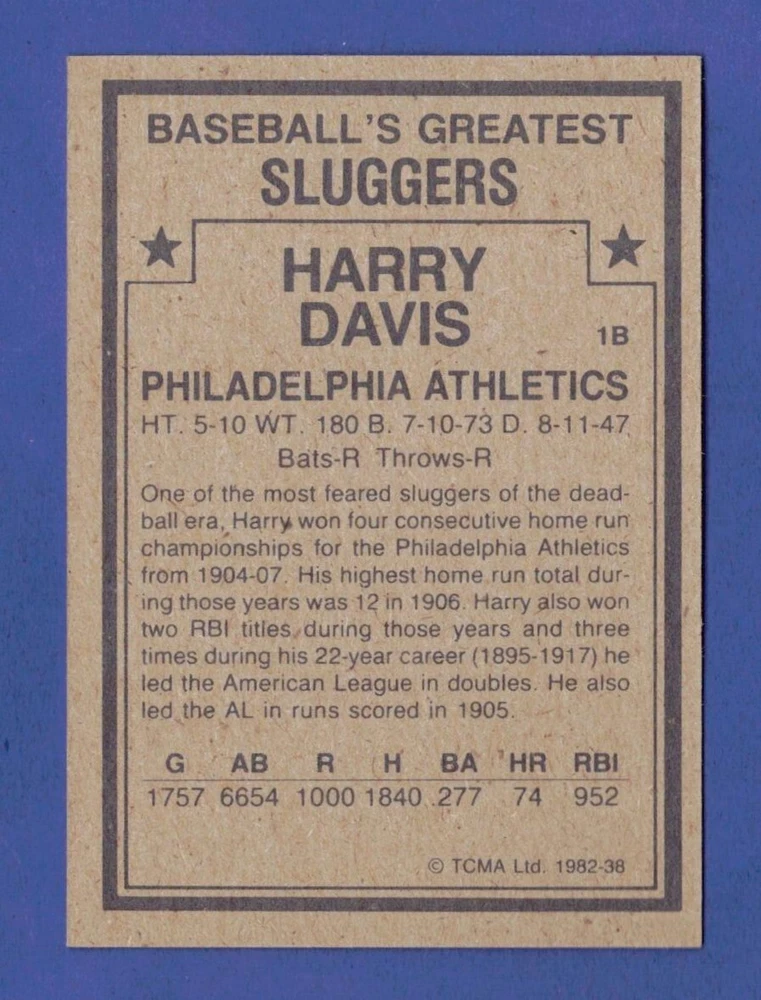 BASEBALL'S GREATEST
SLUGGERS
HARRY
DAVIS
1B
PHILADELPHIA ATHLETICS
HT. 5-10 WT. 180 B. 7-10-73 D. 8-11-47
Bats-R Throws-R
One of the most feared sluggers of the dead-
ball era, Harry won four consecutive home run
championships for the Philadelphia Athletics
from 1904-07. His highest home run total dur-
ing those years was 12 in 1906. Harry also won
two RBI titles during those years and three
times during his 22-year career (1895-1917) he
led the American League in doubles. He also
led the AL in runs scored in 1905.
G AB R H BA HR RBI
1757 6654 1000 1840 .277 74 952
© TCMA Ltd. 1982-38